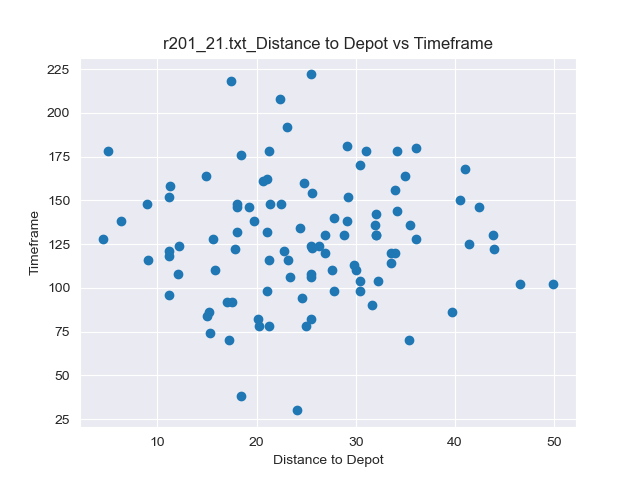 r201_21.txt_Distance to Depot vs Timeframe
225
200
175
150
125
100
75
50
25
Timeframe
10 20 30 40 50
Distance to Depot